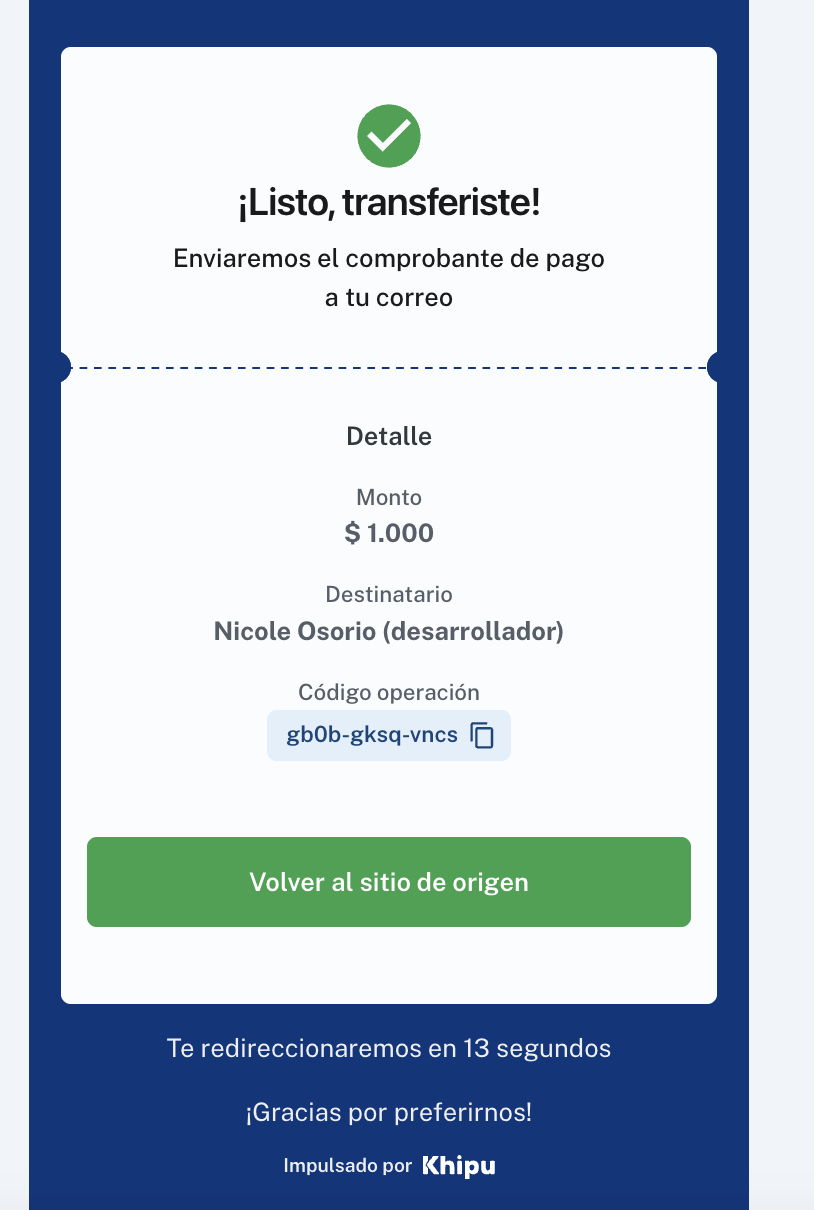 ¡Listo, transferiste!
Enviaremos el comprobante de pago
a tu correo
Detalle
Monto
$ 1.000
Destinatario
Nicole Osorio (desarrollador)
Código operación
gb0b-gksq-vncs
Volver al sitio de origen
Te redireccionaremos en 13 segundos
¡Gracias por preferirnos!
Impulsado por Khipu